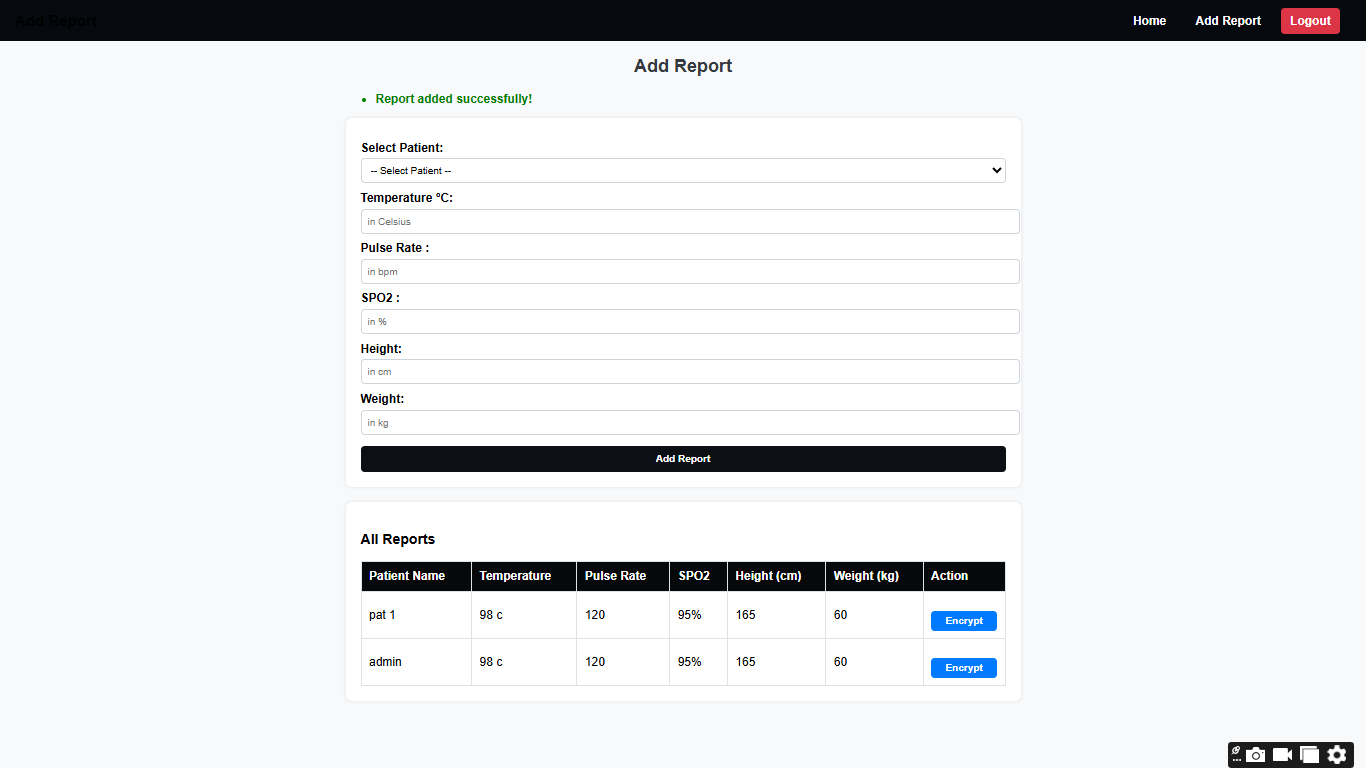 Add Report
Home Add Report Logout
Add Report
• Report added successfully!
Select Patient:
-- Select Patient --
Temperature °C:
in Celsius
Pulse Rate :
in bpm
SPO2 :
in %
Height:
in cm
Weight:
in kg
Add Report
All Reports
Patient Name Temperature Pulse Rate SPO2 Height (cm) Weight (kg) Action
pat 1 98 c 120 95% 165 60 Encrypt
admin 98 c 120 95% 165 60 Encrypt